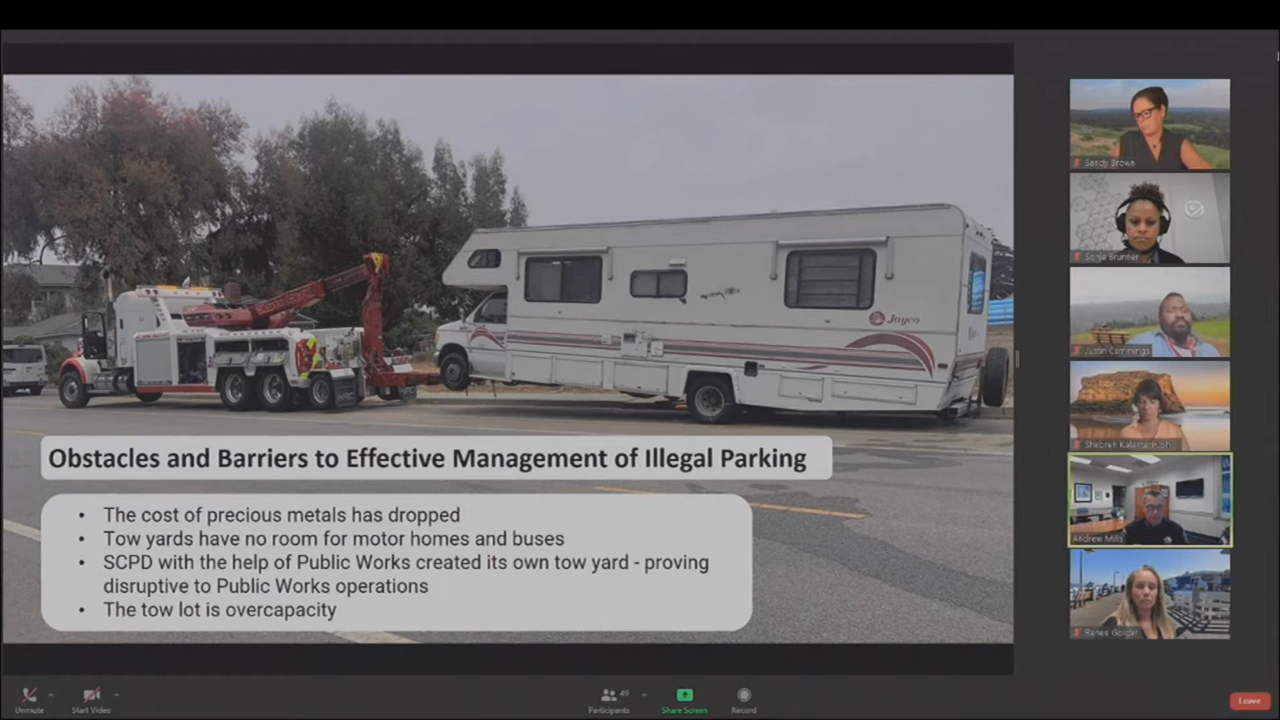 Jayco
Obstacles and Barriers to Effective Management of Illegal Parking
• The cost of precious metals has dropped
• Tow yards have no room for motor homes and buses
• SCPD with the help of Public Works created its own tow yard - proving
disruptive to Public Works operations
• The tow lot is overcapacity
Sandy Brown
Sonja Brunner
Justin Cummings
Andrew Mills
Renee Golder
Unmute
Start Video
49
Participants
Share Screen
Record
Leave